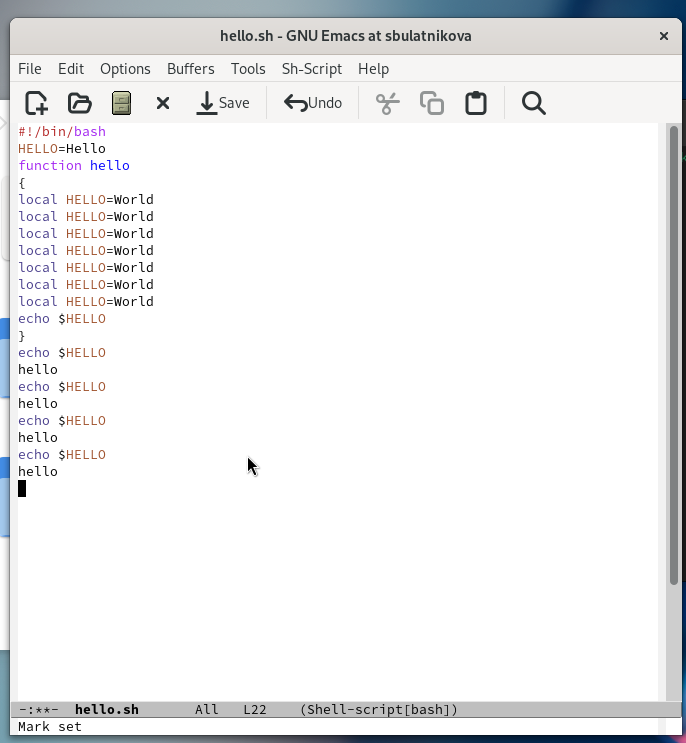 hello.sh - GNU Emacs at sbulatnikova ×
File Edit Options Buffers Tools Sh-Script Help
Save Undo
#!/bin/bash
HELLO=Hello
function hello
{
local HELLO=World
local HELLO=World
local HELLO=World
local HELLO=World
local HELLO=World
local HELLO=World
local HELLO=World
echo $HELLO
}
echo $HELLO
hello
echo $HELLO
hello
echo $HELLO
hello
echo $HELLO
hello
-:**- hello.sh All L22 (Shell-script[bash])
Mark set